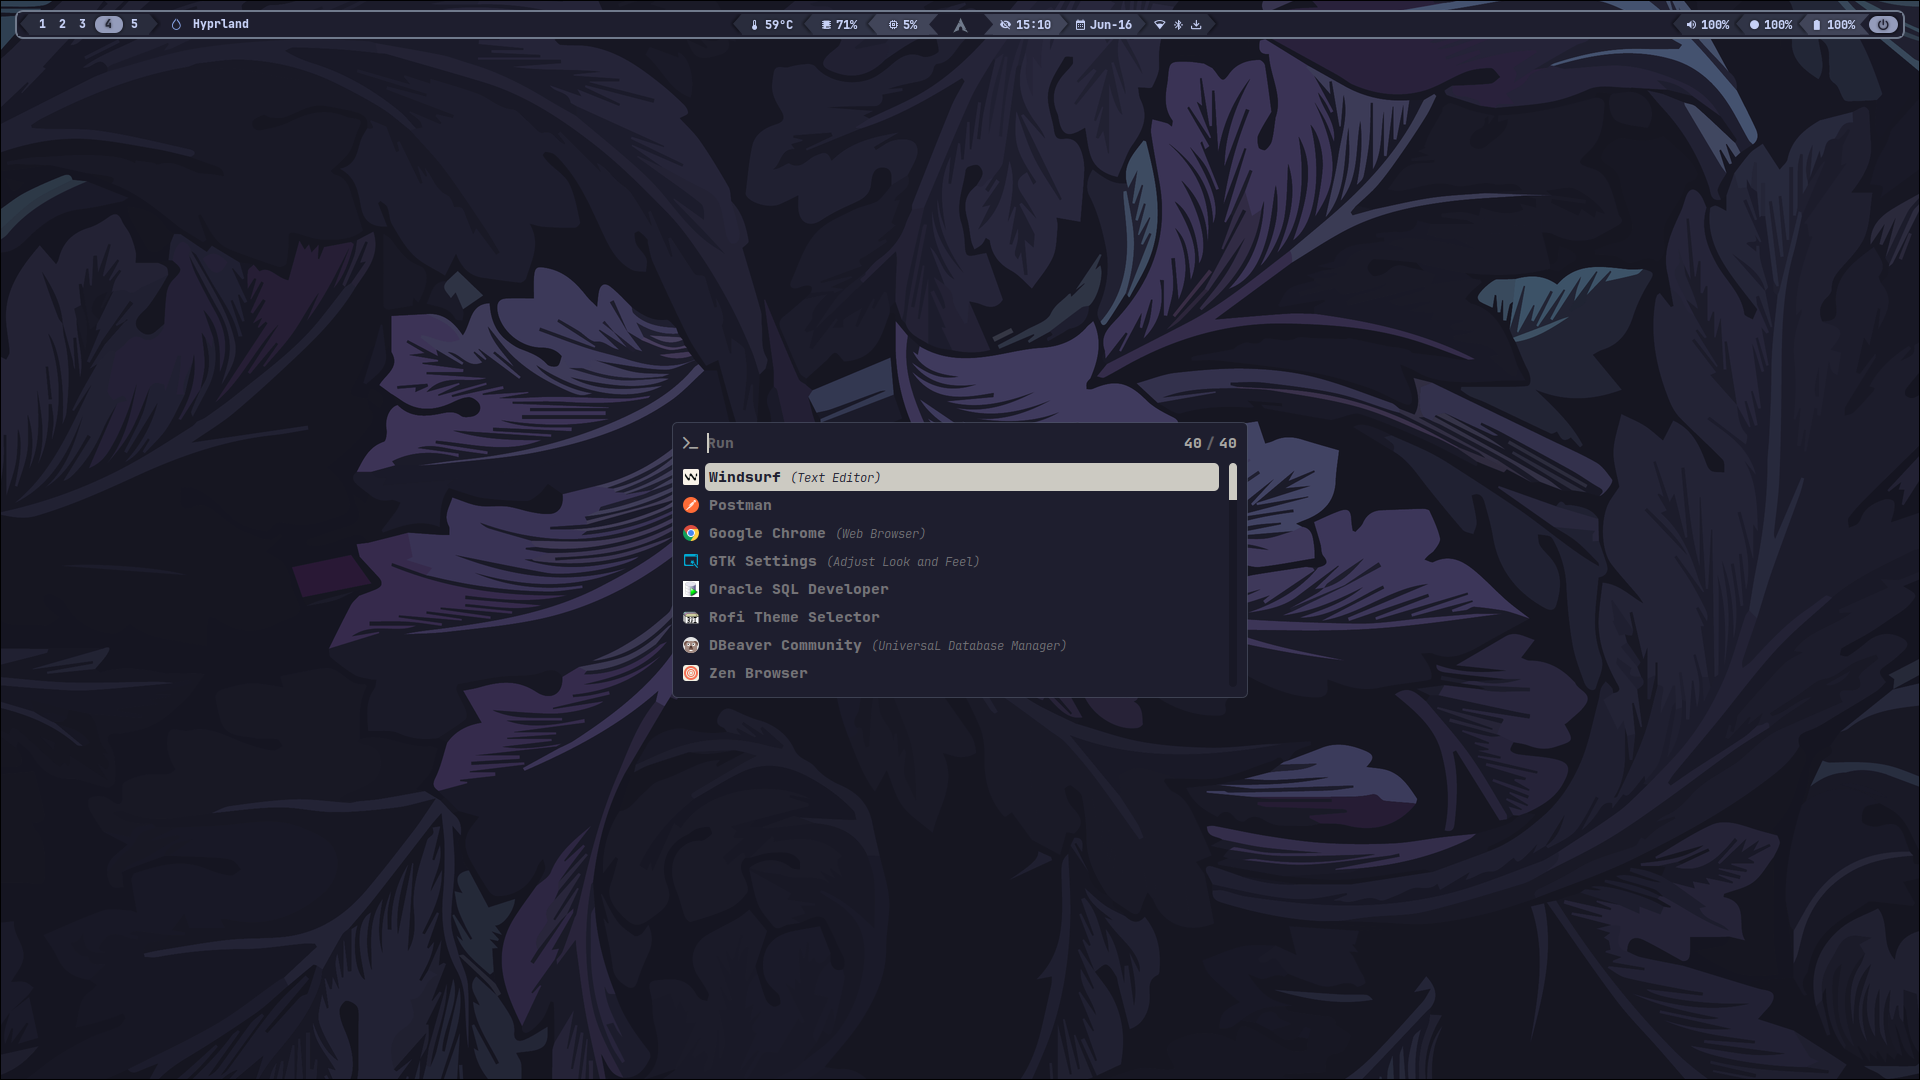 1 2 3 4 5 Hyprland 59°C 71% 5% 15:10 Jun-16 100% 100% 100%
Run 40 / 40
Windsurf (Text Editor)
Postman
Google Chrome (Web Browser)
GTK Settings (Adjust Look and Feel)
Oracle SQL Developer
Rofi Theme Selector
DBeaver Community (Universal Database Manager)
Zen Browser